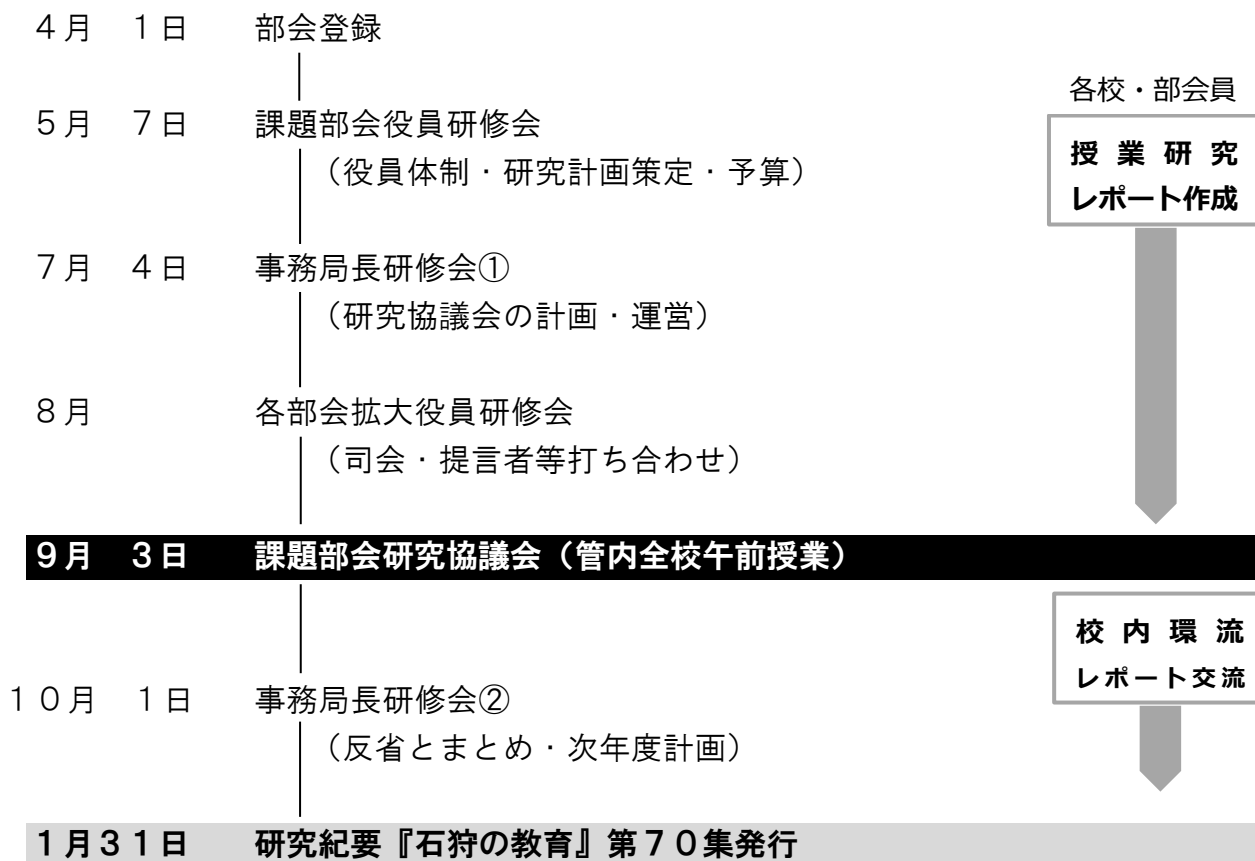 ４月　１日　　部会登録
５月　７日　　課題部会役員研修会
（役員体制・研究計画策定・予算）
７月　４日　　事務局長研修会①
（研究協議会の計画・運営）
８月　　　　　各部会拡大役員研修会
（司会・提言者等打ち合わせ）
各校・部会員
授業研究
レポート作成
９月　３日　　課題部会研究協議会（管内全校午前授業）
１０月　１日　　事務局長研修会②
（反省とまとめ・次年度計画）
校内環流
レポート交流
１月３１日　　研究紀要『石狩の教育』第７０集発行